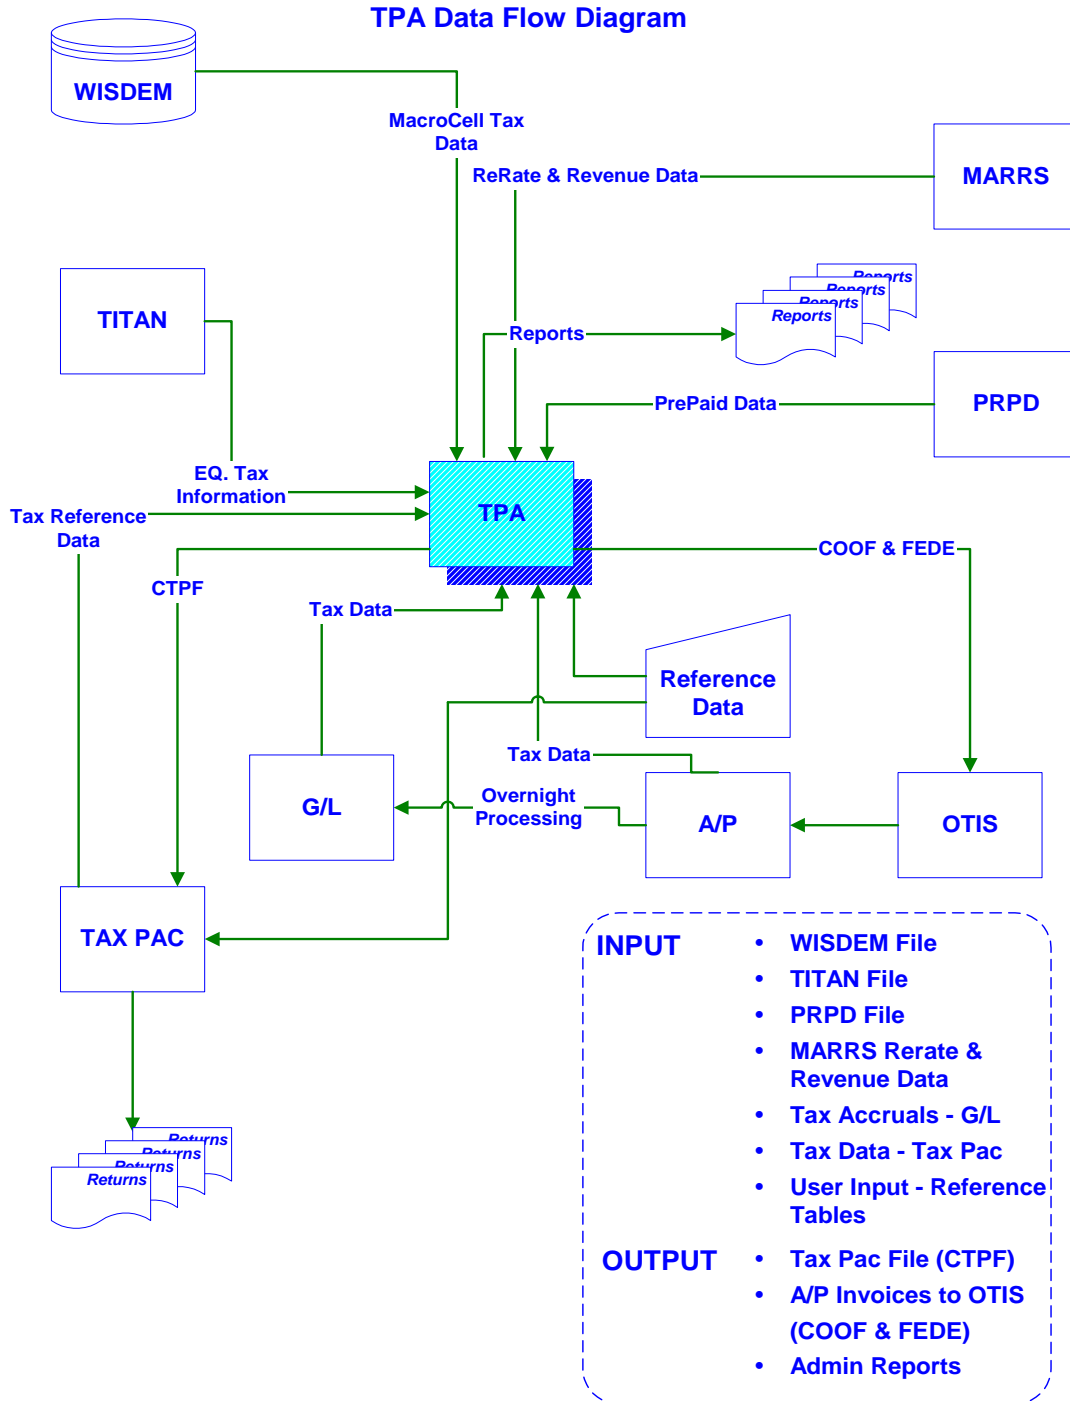 TPA Data Flow Diagram
WISDEM
MacroCell Tax
Data
ReRate & Revenue Data
MARRS
TITAN
Reports
Reports
Reports
Reports
Reports
PrePaid Data
PRPD
EQ. Tax
Information
Tax Reference
Data
TPA
CTPF
COOF & FEDE
Tax Data
Reference
Data
Tax Data
G/L
Overnight
Processing
A/P
OTIS
TAX PAC
Returns
Returns
Returns
Returns
INPUT
• WISDEM File
• TITAN File
• PRPD File
• MARRS Rerate &
Revenue Data
• Tax Accruals - G/L
• Tax Data - Tax Pac
• User Input - Reference
Tables
OUTPUT
• Tax Pac File (CTPF)
• A/P Invoices to OTIS
(COOF & FEDE)
• Admin Reports